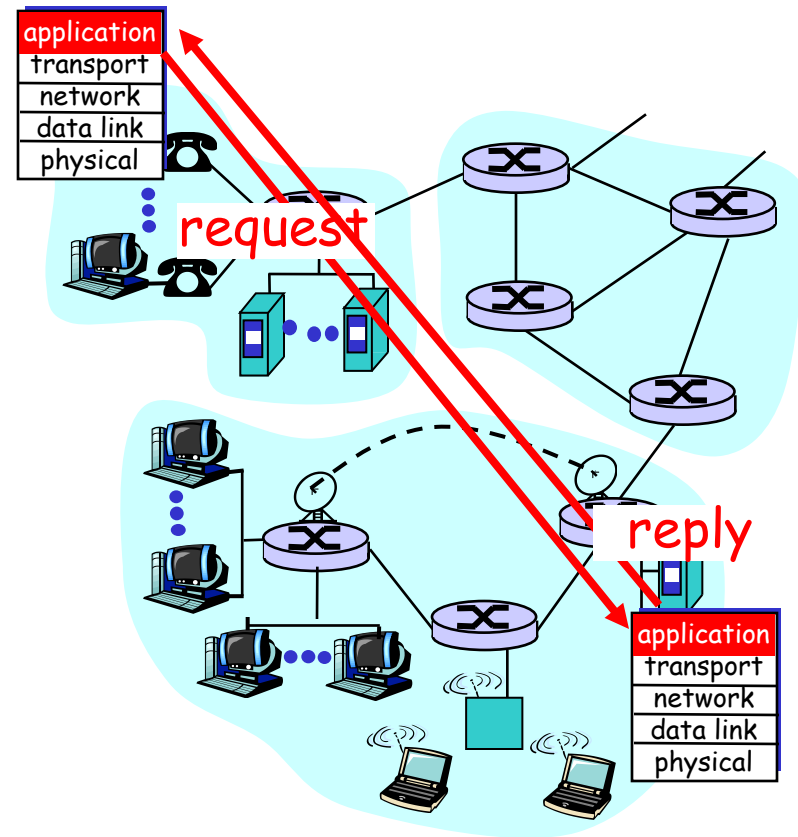 application
transport
network
data link
physical
request
reply
application
transport
network
data link
physical